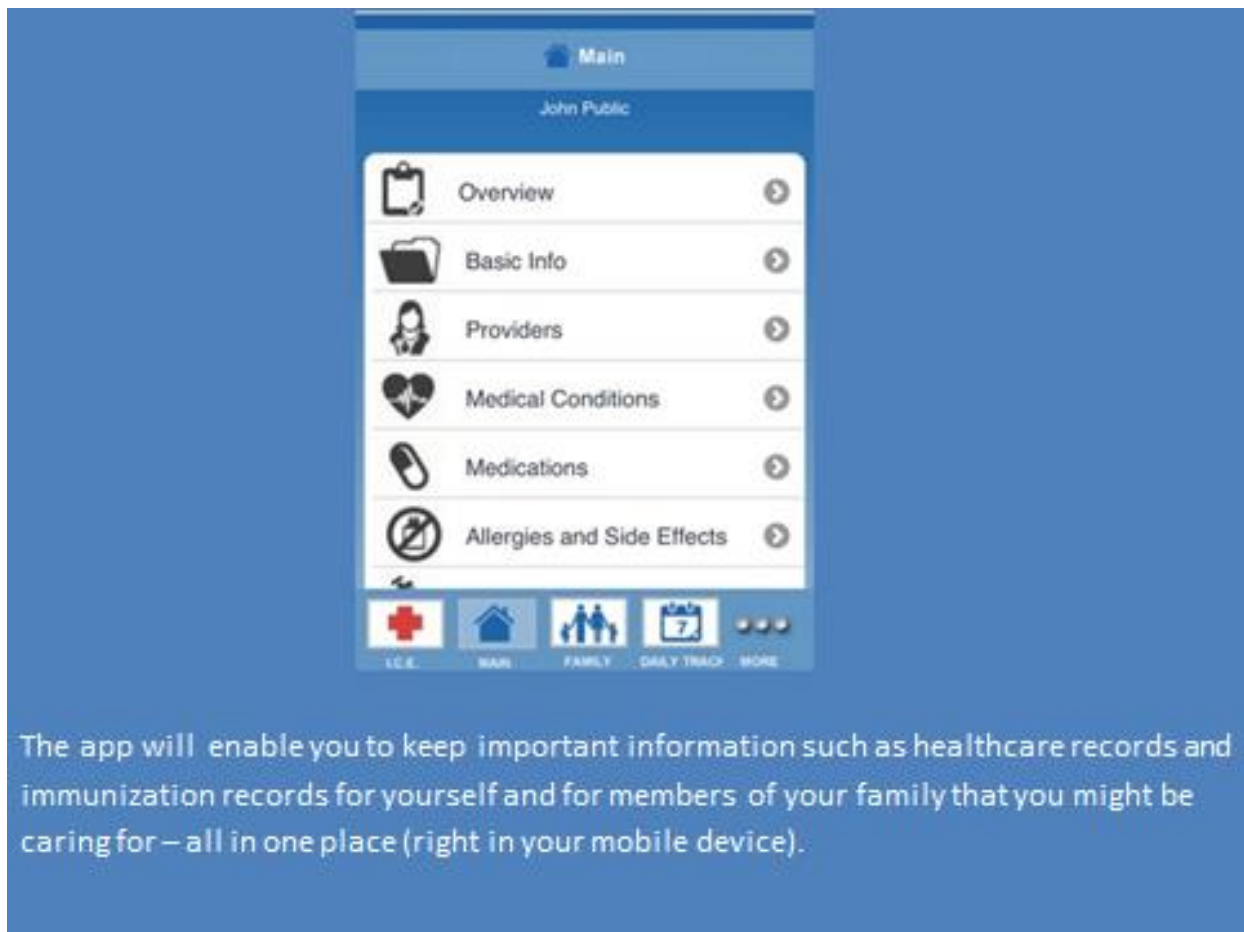 Main
John Public
Overview
Basic Info
Providers
Medical Conditions
Medications
Allergies and Side Effects
7
I.C.E. MAIN FAMILY DAILY TRACK MORE
The app will enable you to keep important information such as healthcare records and
immunization records for yourself and for members of your family that you might be
caring for – all in one place (right in your mobile device).